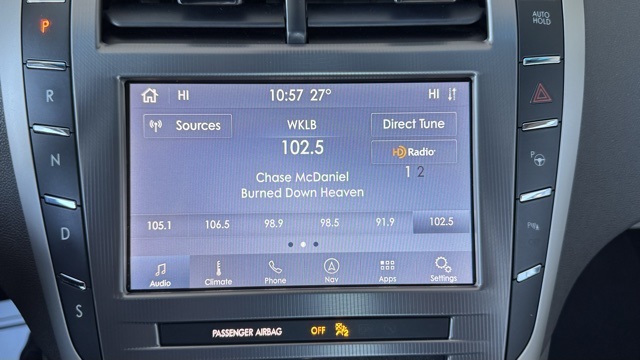 P
AUTO HOLD
HI 10:57 27° HI
R
Sources WKLB Direct Tune
102.5
HD Radio
1 2
N
P
Chase McDaniel
Burned Down Heaven
105.1 106.5 98.9 98.5 91.9 102.5
D
Audio Climate Phone Nav Apps Settings
S
PASSENGER AIRBAG OFF 2